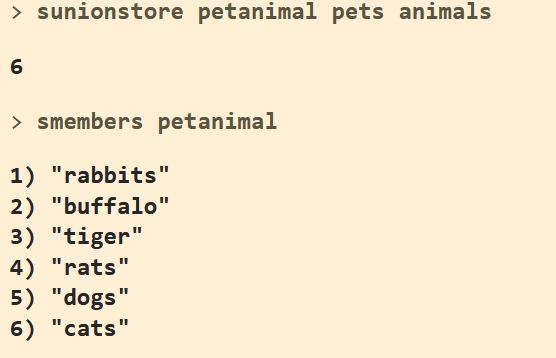 > sunionstore petanimal pets animals
6
> smembers petanimal
1) "rabbits"
2) "buffalo"
3) "tiger"
4) "rats"
5) "dogs"
6) "cats"